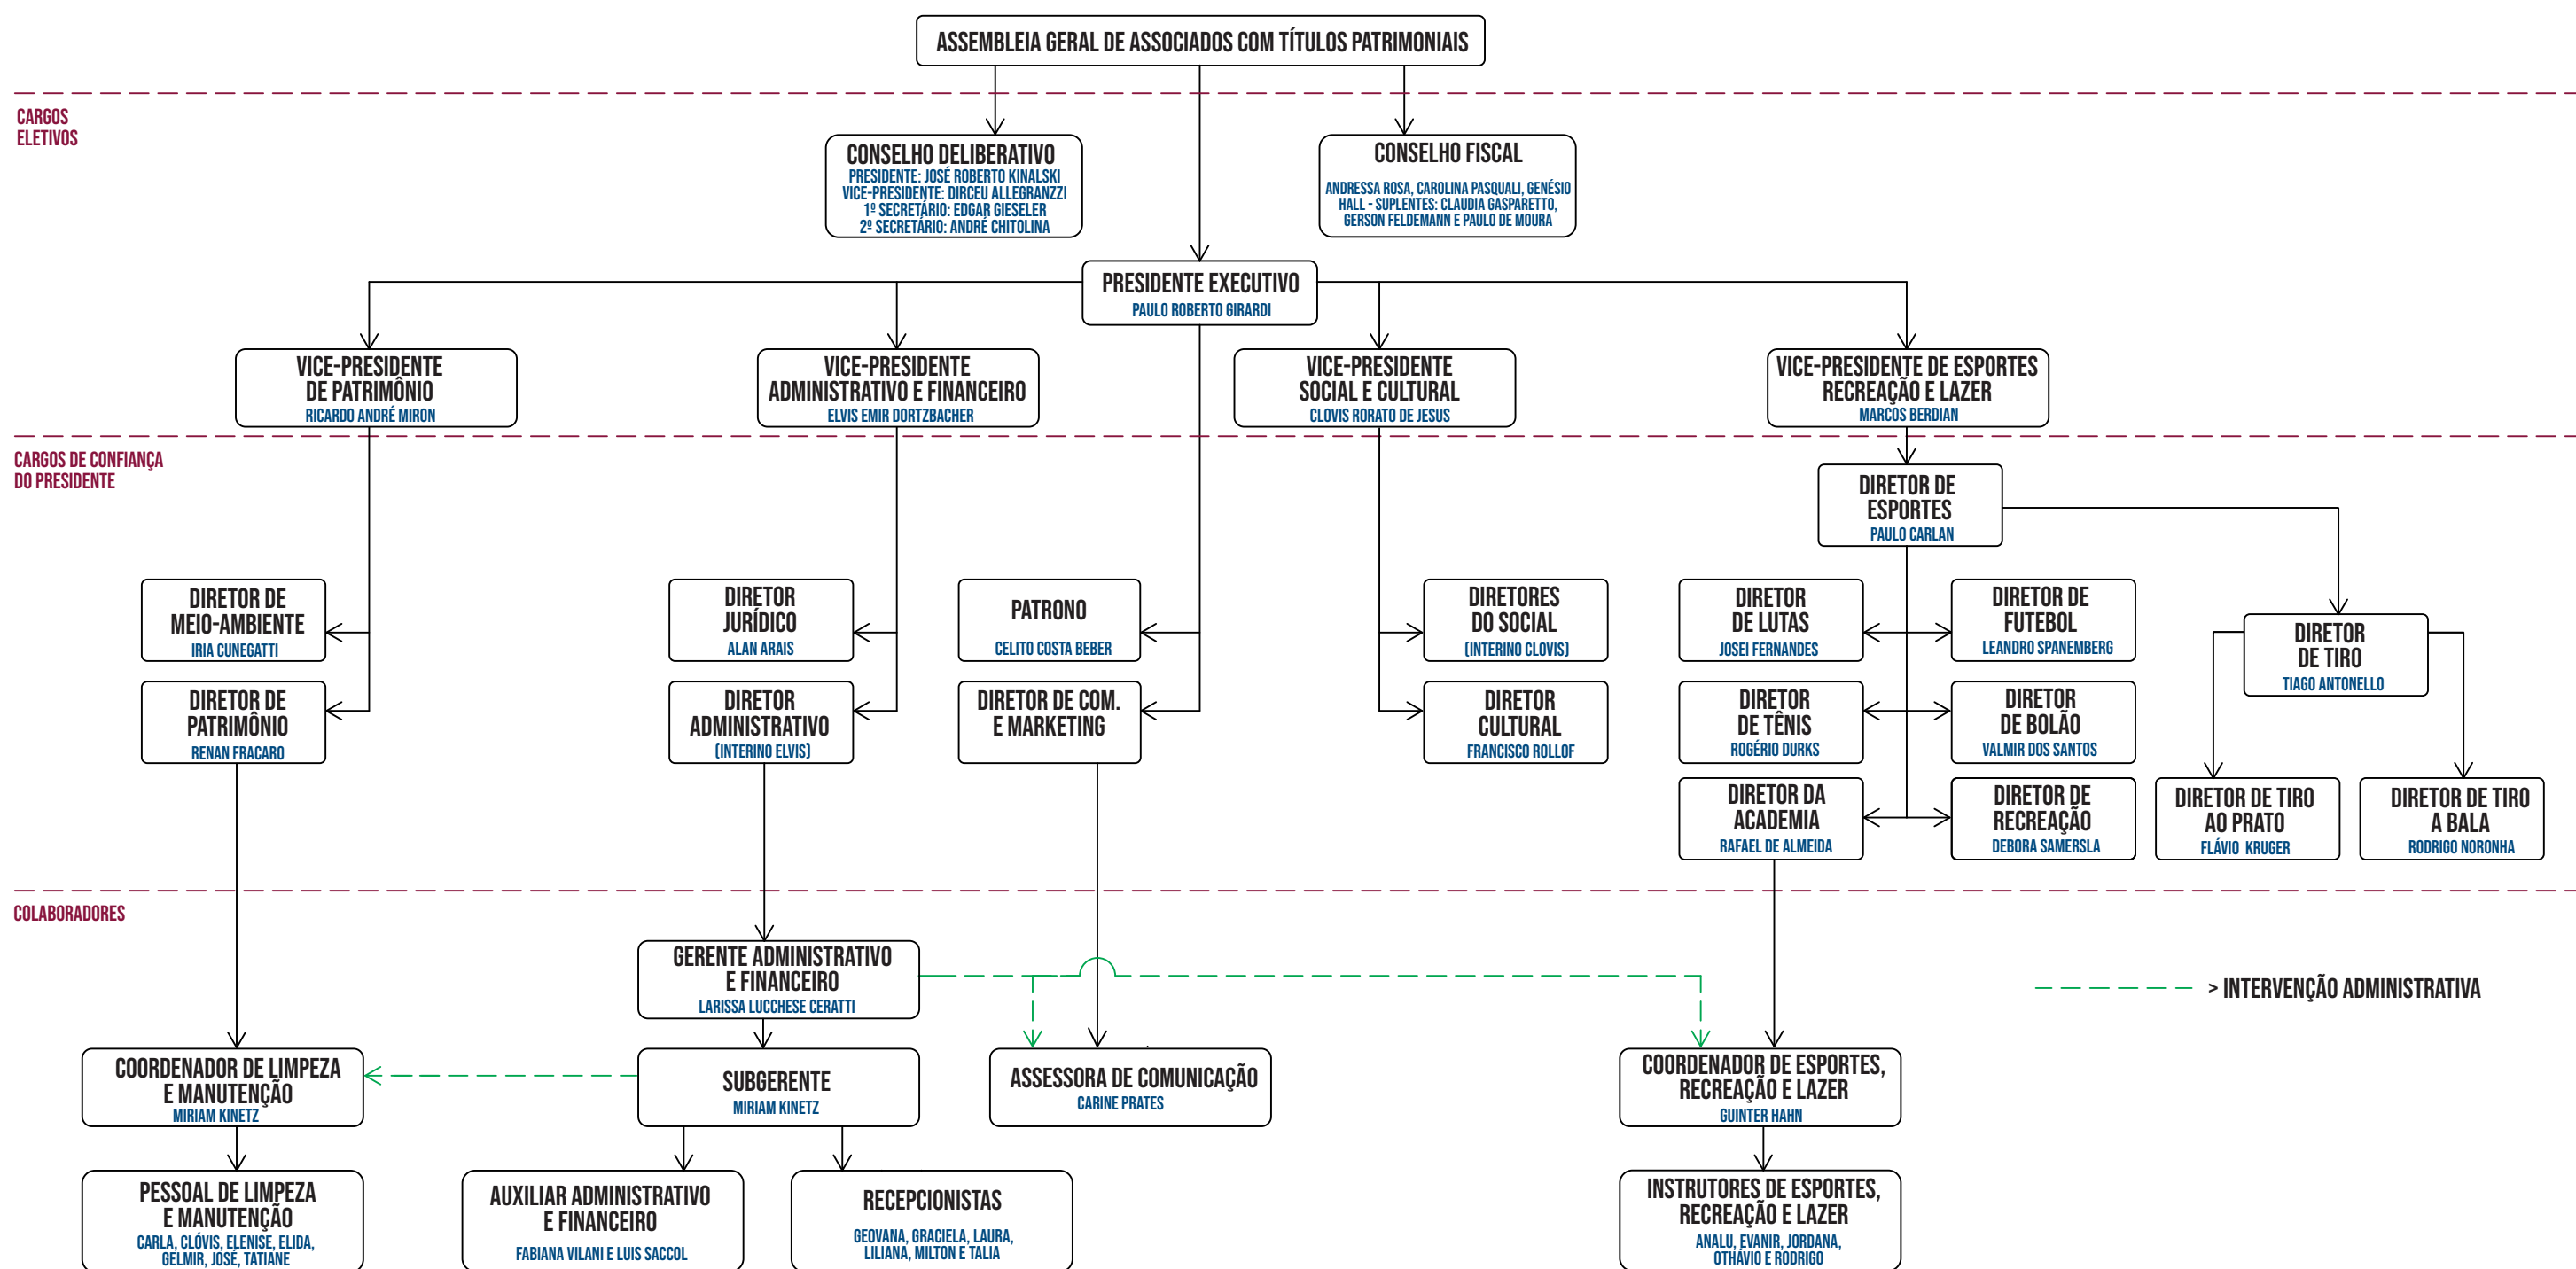 ASSEMBLEIA GERAL DE ASSOCIADOS COM TÍTULOS PATRIMONIAIS
CARGOS
ELETIVOS
CONSELHO DELIBERATIVO
PRESIDENTE: JOSÉ ROBERTO KINALSKI
VICE-PRESIDENTE: DIRCEU ALLEGRANZZI
1º SECRETÁRIO: EDGAR GIESELER
2º SECRETÁRIO: ANDRÉ CHITOLINA
CONSELHO FISCAL
ANDRESSA ROSA, CAROLINA PASQUALI, GENÉSIO
HALL - SUPLENTES: CLAUDIA GASPARETTO,
GERSON FELDEMANN E PAULO DE MOURA
PRESIDENTE EXECUTIVO
PAULO ROBERTO GIRARDI
VICE-PRESIDENTE
DE PATRIMÔNIO
RICARDO ANDRÉ MIRON
VICE-PRESIDENTE
ADMINISTRATIVO E FINANCEIRO
ELVIS EMIR DORTZBACHER
VICE-PRESIDENTE
SOCIAL E CULTURAL
CLOVIS RORATO DE JESUS
VICE-PRESIDENTE DE ESPORTES
RECREAÇÃO E LAZER
MARCOS BERDIAN
CARGOS DE CONFIANÇA
DO PRESIDENTE
DIRETOR DE
ESPORTES
PAULO CARLAN
DIRETOR DE
MEIO-AMBIENTE
IRIA CUNEGATTI
DIRETOR
JURÍDICO
ALAN ARAIS
PATRONO
CELITO COSTA BEBER
DIRETORES
DO SOCIAL
(INTERINO CLOVIS)
DIRETOR
DE LUTAS
JOSEI FERNANDES
DIRETOR DE
FUTEBOL
LEANDRO SPANEMBERG
DIRETOR
DE TIRO
TIAGO ANTONELLO
DIRETOR DE
PATRIMÔNIO
RENAN FRACARO
DIRETOR
ADMINISTRATIVO
(INTERINO ELVIS)
DIRETOR DE COM.
E MARKETING
DIRETOR
CULTURAL
FRANCISCO ROLLOF
DIRETOR
DE TÊNIS
ROGÉRIO DURKS
DIRETOR
DE BOLÃO
VALMIR DOS SANTOS
DIRETOR DA
ACADEMIA
RAFAEL DE ALMEIDA
DIRETOR DE
RECREAÇÃO
DEBORA SAMERSLA
DIRETOR DE TIRO
AO PRATO
FLÁVIO KRUGER
DIRETOR DE TIRO
A BALA
RODRIGO NORONHA
COLABORADORES
GERENTE ADMINISTRATIVO
E FINANCEIRO
LARISSA LUCCHESE CERATTI
> INTERVENÇÃO ADMINISTRATIVA
COORDENADOR DE LIMPEZA
E MANUTENÇÃO
MIRIAM KINETZ
SUBGERENTE
MIRIAM KINETZ
ASSESSORA DE COMUNICAÇÃO
CARINE PRATES
COORDENADOR DE ESPORTES,
RECREAÇÃO E LAZER
GUINTER HAHN
PESSOAL DE LIMPEZA
E MANUTENÇÃO
CARLA, CLÓVIS, ELENISE, ELIDA,
GELMIR, JOSÉ, TATIANE
AUXILIAR ADMINISTRATIVO
E FINANCEIRO
FABIANA VILANI E LUIS SACCOL
RECEPCIONISTAS
GEOVANA, GRACIELA, LAURA,
LILIANA, MILTON E TALIA
INSTRUTORES DE ESPORTES,
RECREAÇÃO E LAZER
ANALU, EVANIR, JORDANA,
OTHÁVIO E RODRIGO